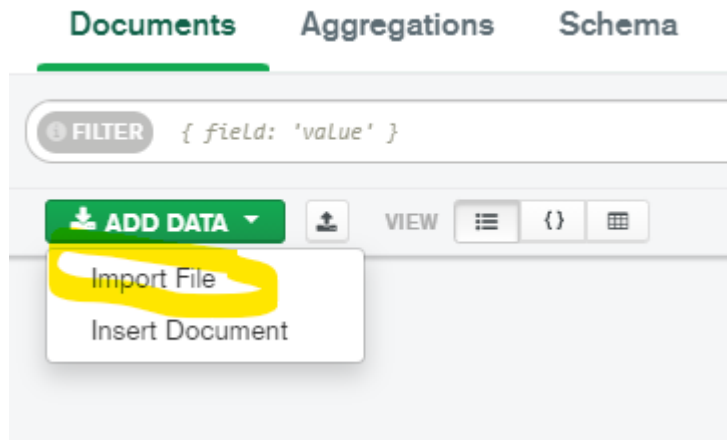 Documents Aggregations Schema
FILTER { field: 'value' }
ADD DATA VIEW {}
Import File
Insert Document